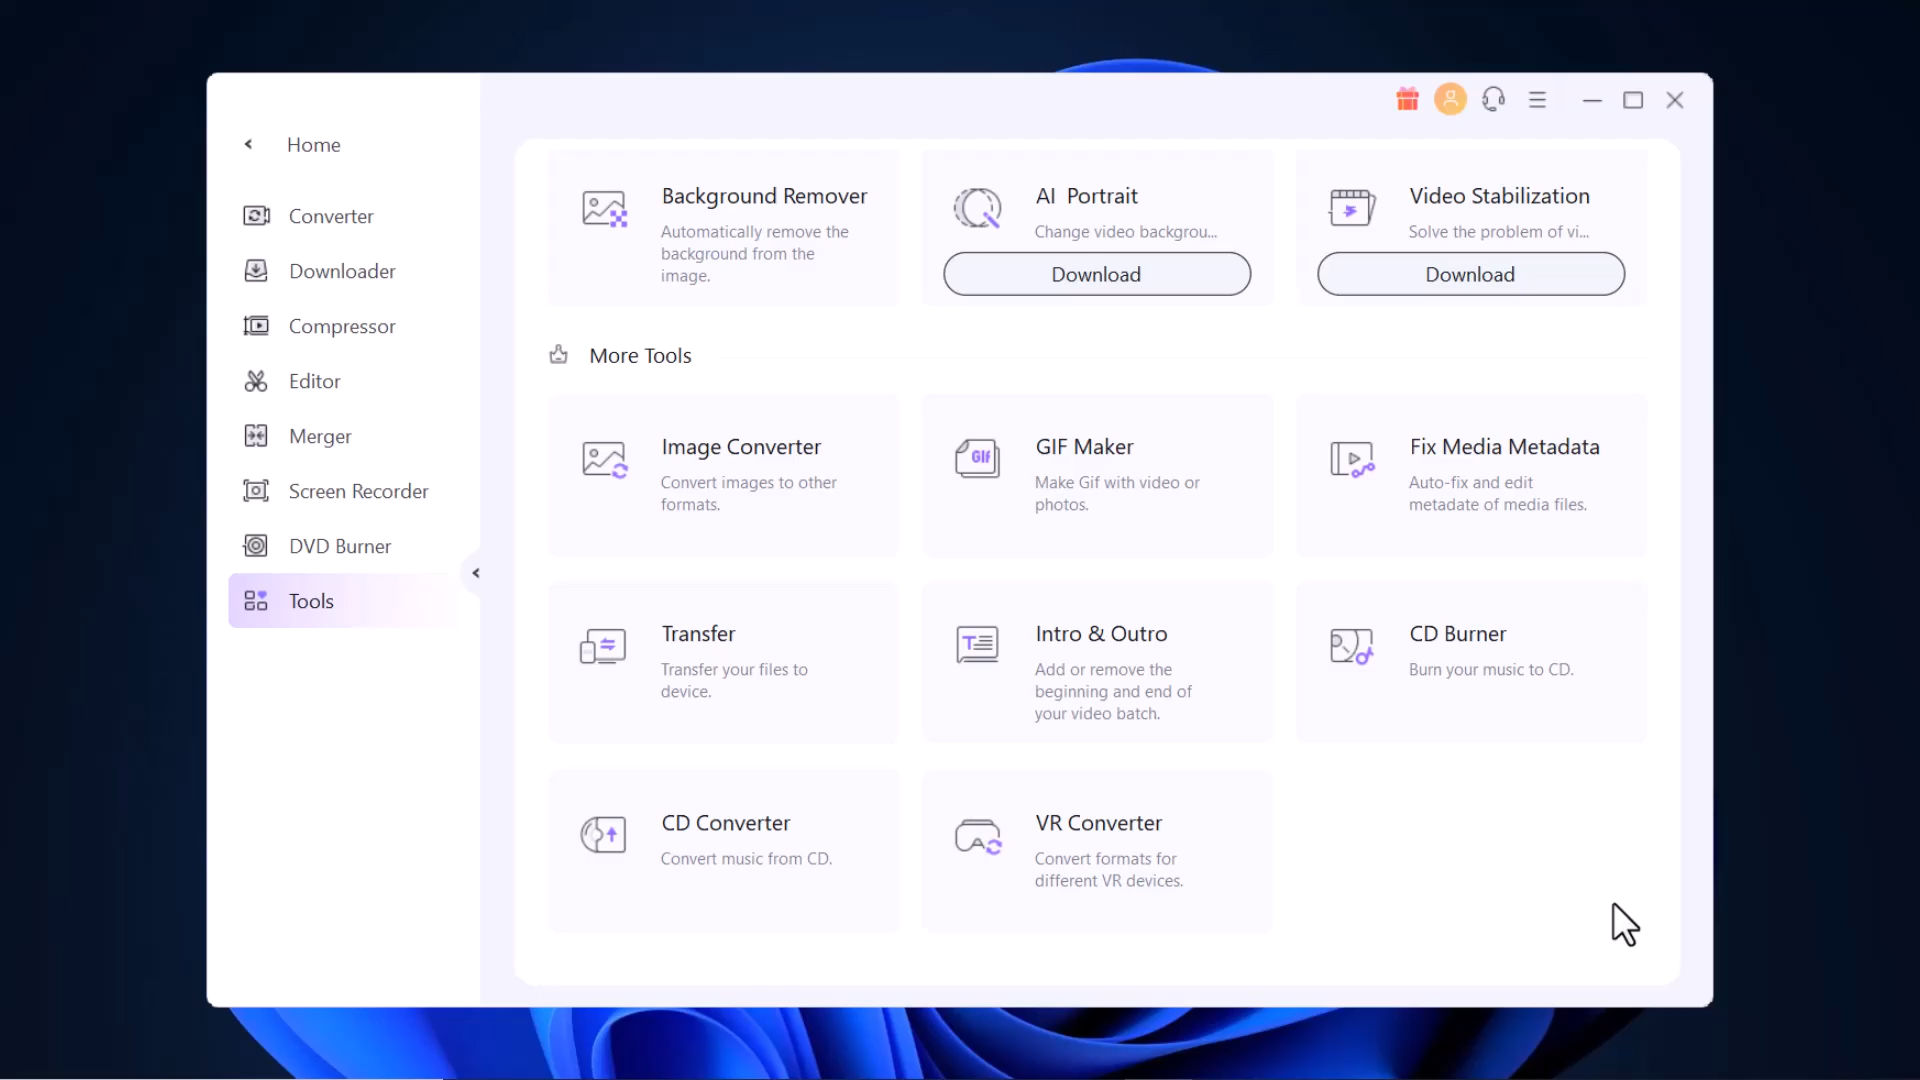 Home
Converter
Downloader
Compressor
Editor
Merger
Screen Recorder
DVD Burner
Tools
Background Remover
Automatically remove the
background from the
image.
AI Portrait
Change video backgrou...
Download
Video Stabilization
Solve the problem of vi...
Download
More Tools
Image Converter
Convert images to other
formats.
GIF
GIF Maker
Make Gif with video or
photos.
Fix Media Metadata
Auto-fix and edit
metadate of media files.
Transfer
Transfer your files to
device.
T
Intro & Outro
Add or remove the
beginning and end of
your video batch.
CD Burner
Burn your music to CD.
CD Converter
Convert music from CD.
VR Converter
Convert formats for
different VR devices.